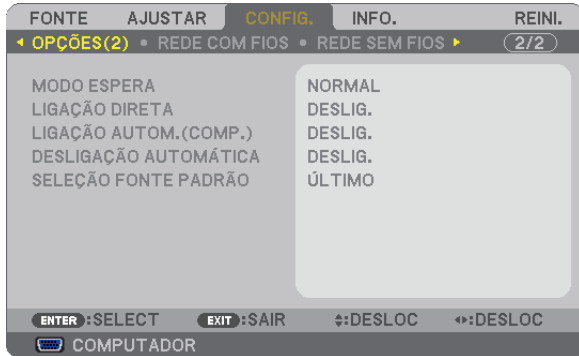 FONTE AJUSTAR CONFIG. INFO. REINI.
OPÇÕES(2) • REDE COM FIOS • REDE SEM FIOS 2/2
MODO ESPERA NORMAL
LIGAÇÃO DIRETA DESLIG.
LIGAÇÃO AUTOM.(COMP.) DESLIG.
DESLIGAÇÃO AUTOMÁTICA DESLIG.
SELEÇÃO FONTE PADRÃO ÚLTIMO
ENTER :SELECT EXIT :SAIR :DESLOC :DESLOC
COMPUTADOR